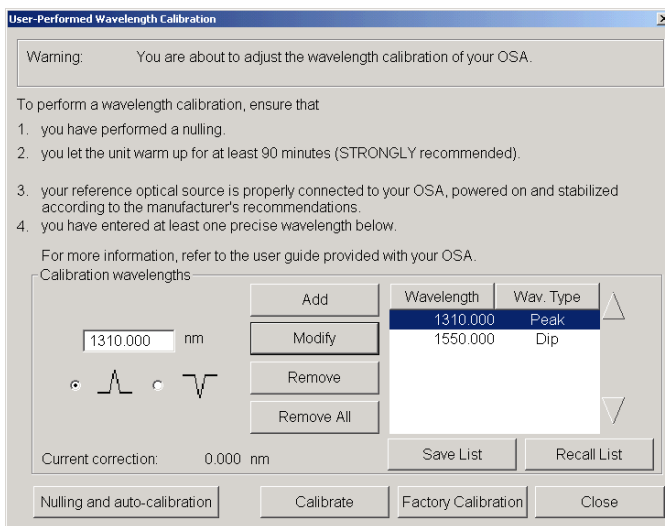 User-Performed Wavelength Calibration
Warning: You are about to adjust the wavelength calibration of your OSA.
To perform a wavelength calibration, ensure that
1. you have performed a nulling.
2. you let the unit warm up for at least 90 minutes (STRONGLY recommended).
3. your reference optical source is properly connected to your OSA, powered on and stabilized
according to the manufacturer's recommendations.
4. you have entered at least one precise wavelength below.
For more information, refer to the user guide provided with your OSA.
Calibration wavelengths
Add
Wavelength Wav. Type
1310.000 Peak
1310.000 nm
Modify
1550.000 Dip
Remove
Remove All
Current correction: 0.000 nm
Save List
Recall List
Nulling and auto-calibration
Calibrate
Factory Calibration
Close